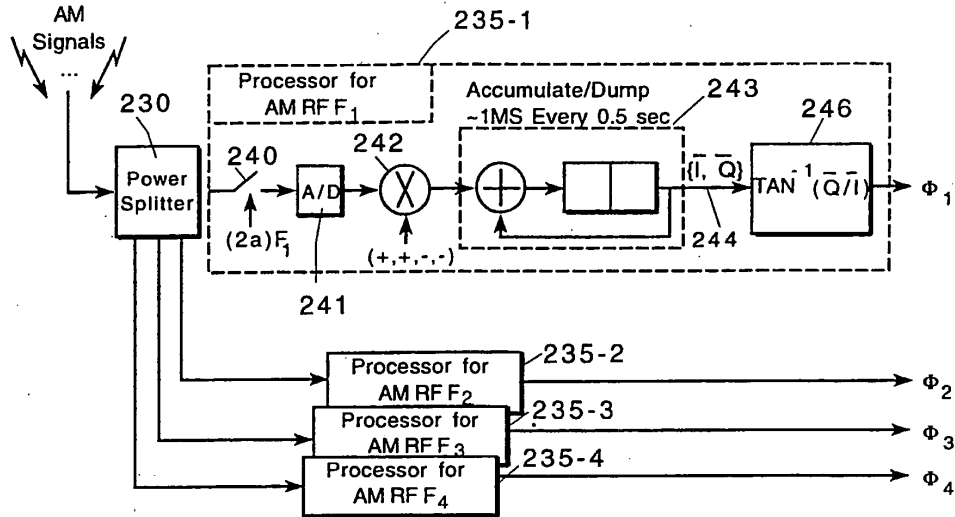 AM
Signals
...
235-1
Processor for
AM RF F₁
Accumulate/Dump
~1MS Every 0.5 sec
243
246
230
240
242
Power
Splitter
A/D
{I̅, Q̅}
TAN⁻¹(Q̅/I̅)
Φ₁
(2a)F₁
(+,+,-,-)
244
241
235-2
Processor for
AM RF F₂
Φ₂
235-3
Processor for
AM RF F₃
Φ₃
235-4
Processor for
AM RF F₄
Φ₄